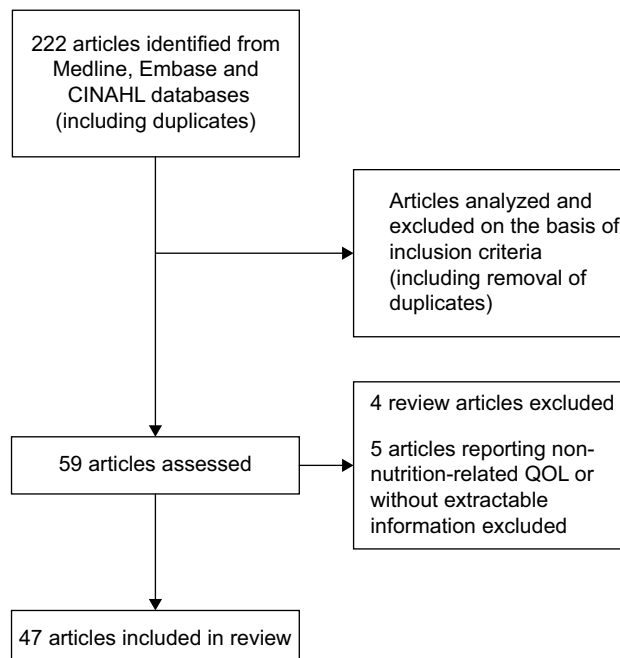 222 articles identified from
Medline, Embase and
CINAHL databases
(including duplicates)
Articles analyzed and
excluded on the basis of
inclusion criteria
(including removal of
duplicates)
4 review articles excluded
5 articles reporting non-
nutrition-related QOL or
without extractable
information excluded
59 articles assessed
47 articles included in review